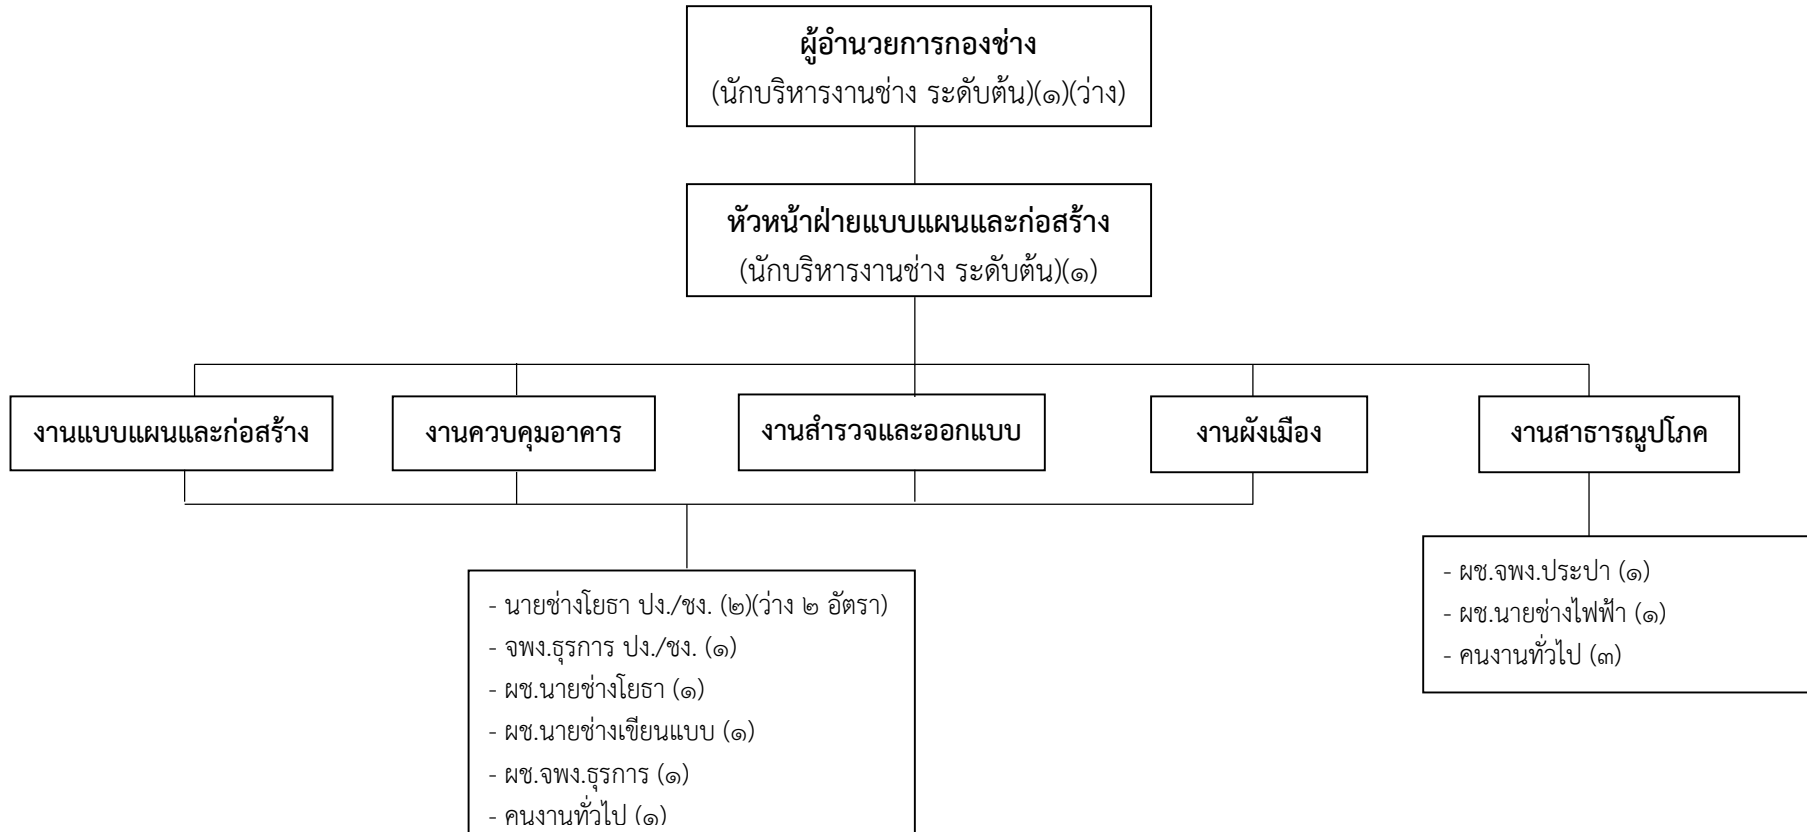 ผู้อำนวยการกองช่าง
(นักบริหารงานช่าง ระดับต้น)(๑)(ว่าง)
หัวหน้าฝ่ายแบบแผนและก่อสร้าง
(นักบริหารงานช่าง ระดับต้น)(๑)
งานแบบแผนและก่อสร้าง
งานควบคุมอาคาร
งานสำรวจและออกแบบ
งานผังเมือง
งานสาธารณูปโภค
- นายช่างโยธา ปง./ชง. (๒)(ว่าง ๒ อัตรา)
- จพง.ธุรการ ปง./ชง. (๑)
- ผช.นายช่างโยธา (๑)
- ผช.นายช่างเขียนแบบ (๑)
- ผช.จพง.ธุรการ (๑)
- คนงานทั่วไป (๑)
- ผช.จพง.ประปา (๑)
- ผช.นายช่างไฟฟ้า (๑)
- คนงานทั่วไป (๓)